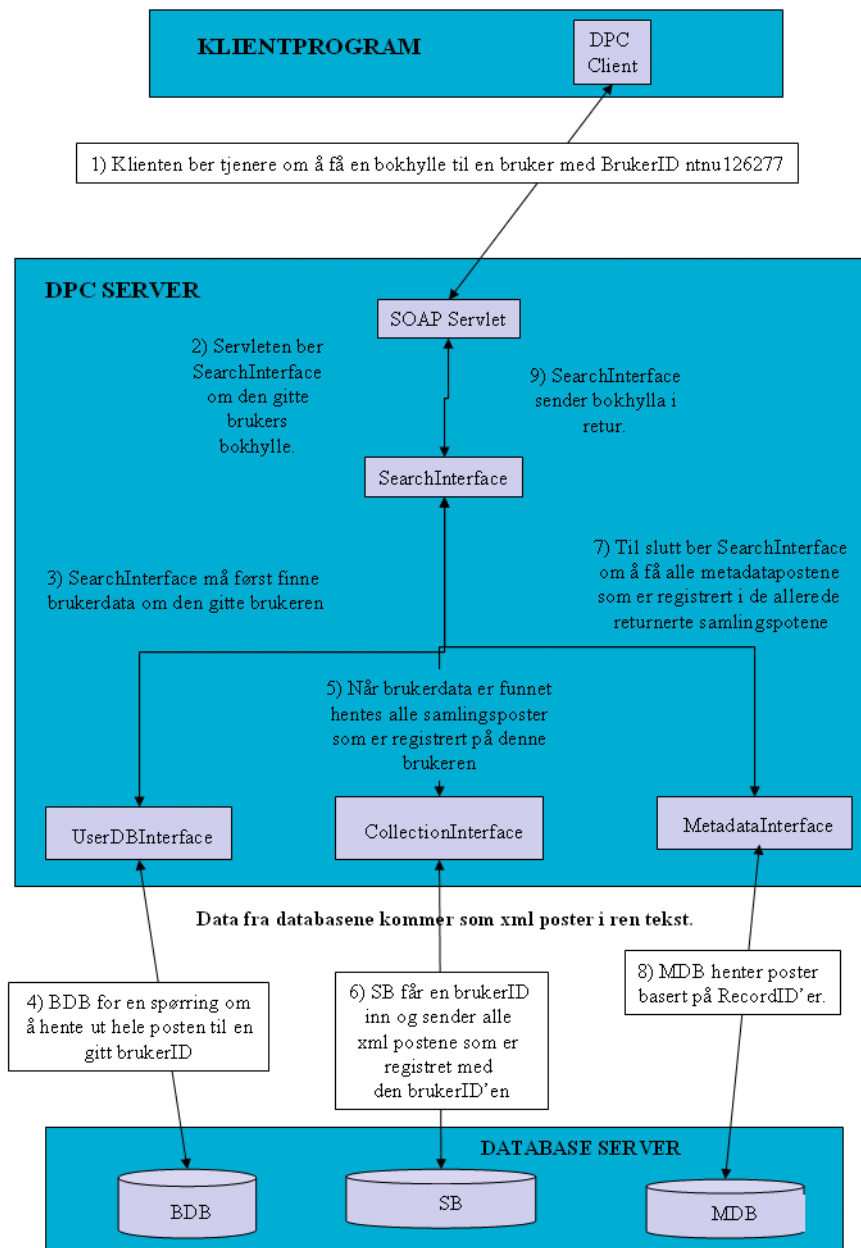 KLIENTPROGRAM
DPC
Client
1) Klienten ber tjenere om å få en bokhylle til en bruker med BrukerID ntnu126277
DPC SERVER
SOAP Servlet
2) Servleten ber
SearchInterface
om den gitte
brukers
bokhylle.
9) SearchInterface
sender bokhylla i
retur.
SearchInterface
3) SearchInterface må først finne
brukerdata om den gitte brukeren
7) Til slutt ber SearchInterface
om å få alle metadatapostene
som er registrert i de allerede
returnerte samlingspotene
5) Når brukerdata er funnet
hentes alle samlingsposter
som er registrert på denne
brukeren
UserDBInterface
CollectionInterface
MetadataInterface
Data fra databasene kommer som xml poster i ren tekst.
4) BDB for en spørring om
å hente ut hele posten til en
gitt brukerID
6) SB får en brukerID
inn og sender alle
xml postene som er
registret med
den brukerID’en
8) MDB henter poster
basert på RecordID’er.
DATABASE SERVER
BDB
SB
MDB